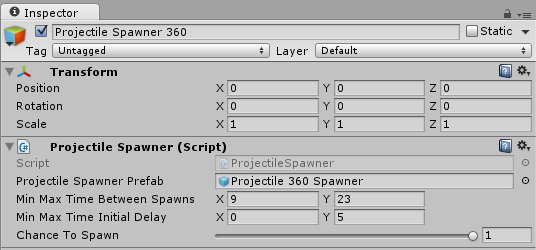 Inspector
Projectile Spawner 360 Static
Tag Untagged Layer Default
Transform
Position X 0 Y 0 Z 0
Rotation X 0 Y 0 Z 0
Scale X 1 Y 1 Z 1
Projectile Spawner (Script)
Script ProjectileSpawner
Projectile Spawner Prefab Projectile 360 Spawner
Min Max Time Between Spawns X 9 Y 23
Min Max Time Initial Delay X 0 Y 5
Chance To Spawn 1